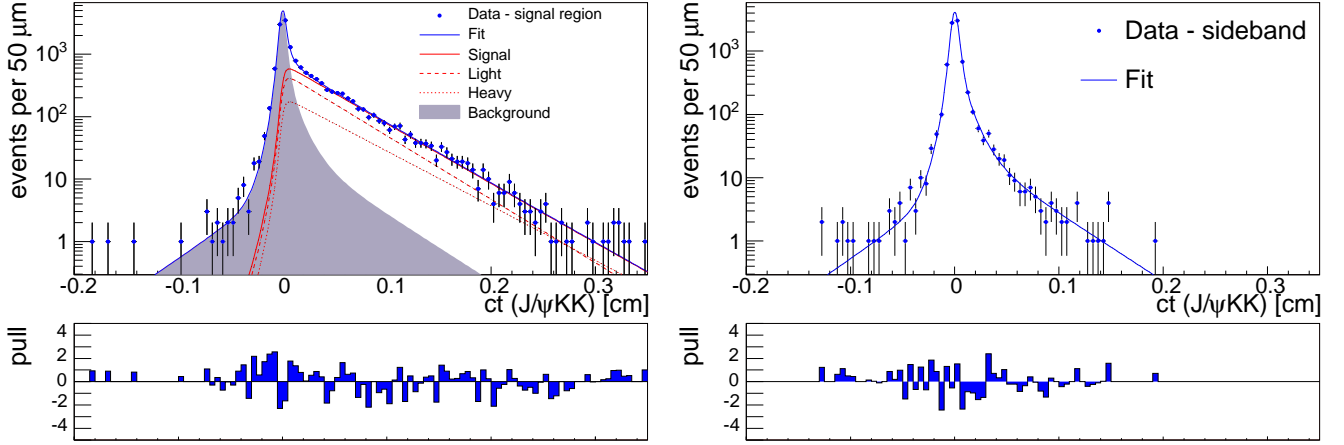 events per 50 μm
10³
10²
10
1
Data - signal region
Fit
Signal
Light
Heavy
Background
-0.2 -0.1 0 0.1 0.2 0.3
ct (J/ψKK) [cm]
pull
4
2
0
-2
-4
events per 50 μm
10³
10²
10
1
Data - sideband
Fit
-0.2 -0.1 0 0.1 0.2 0.3
ct (J/ψKK) [cm]
pull
4
2
0
-2
-4